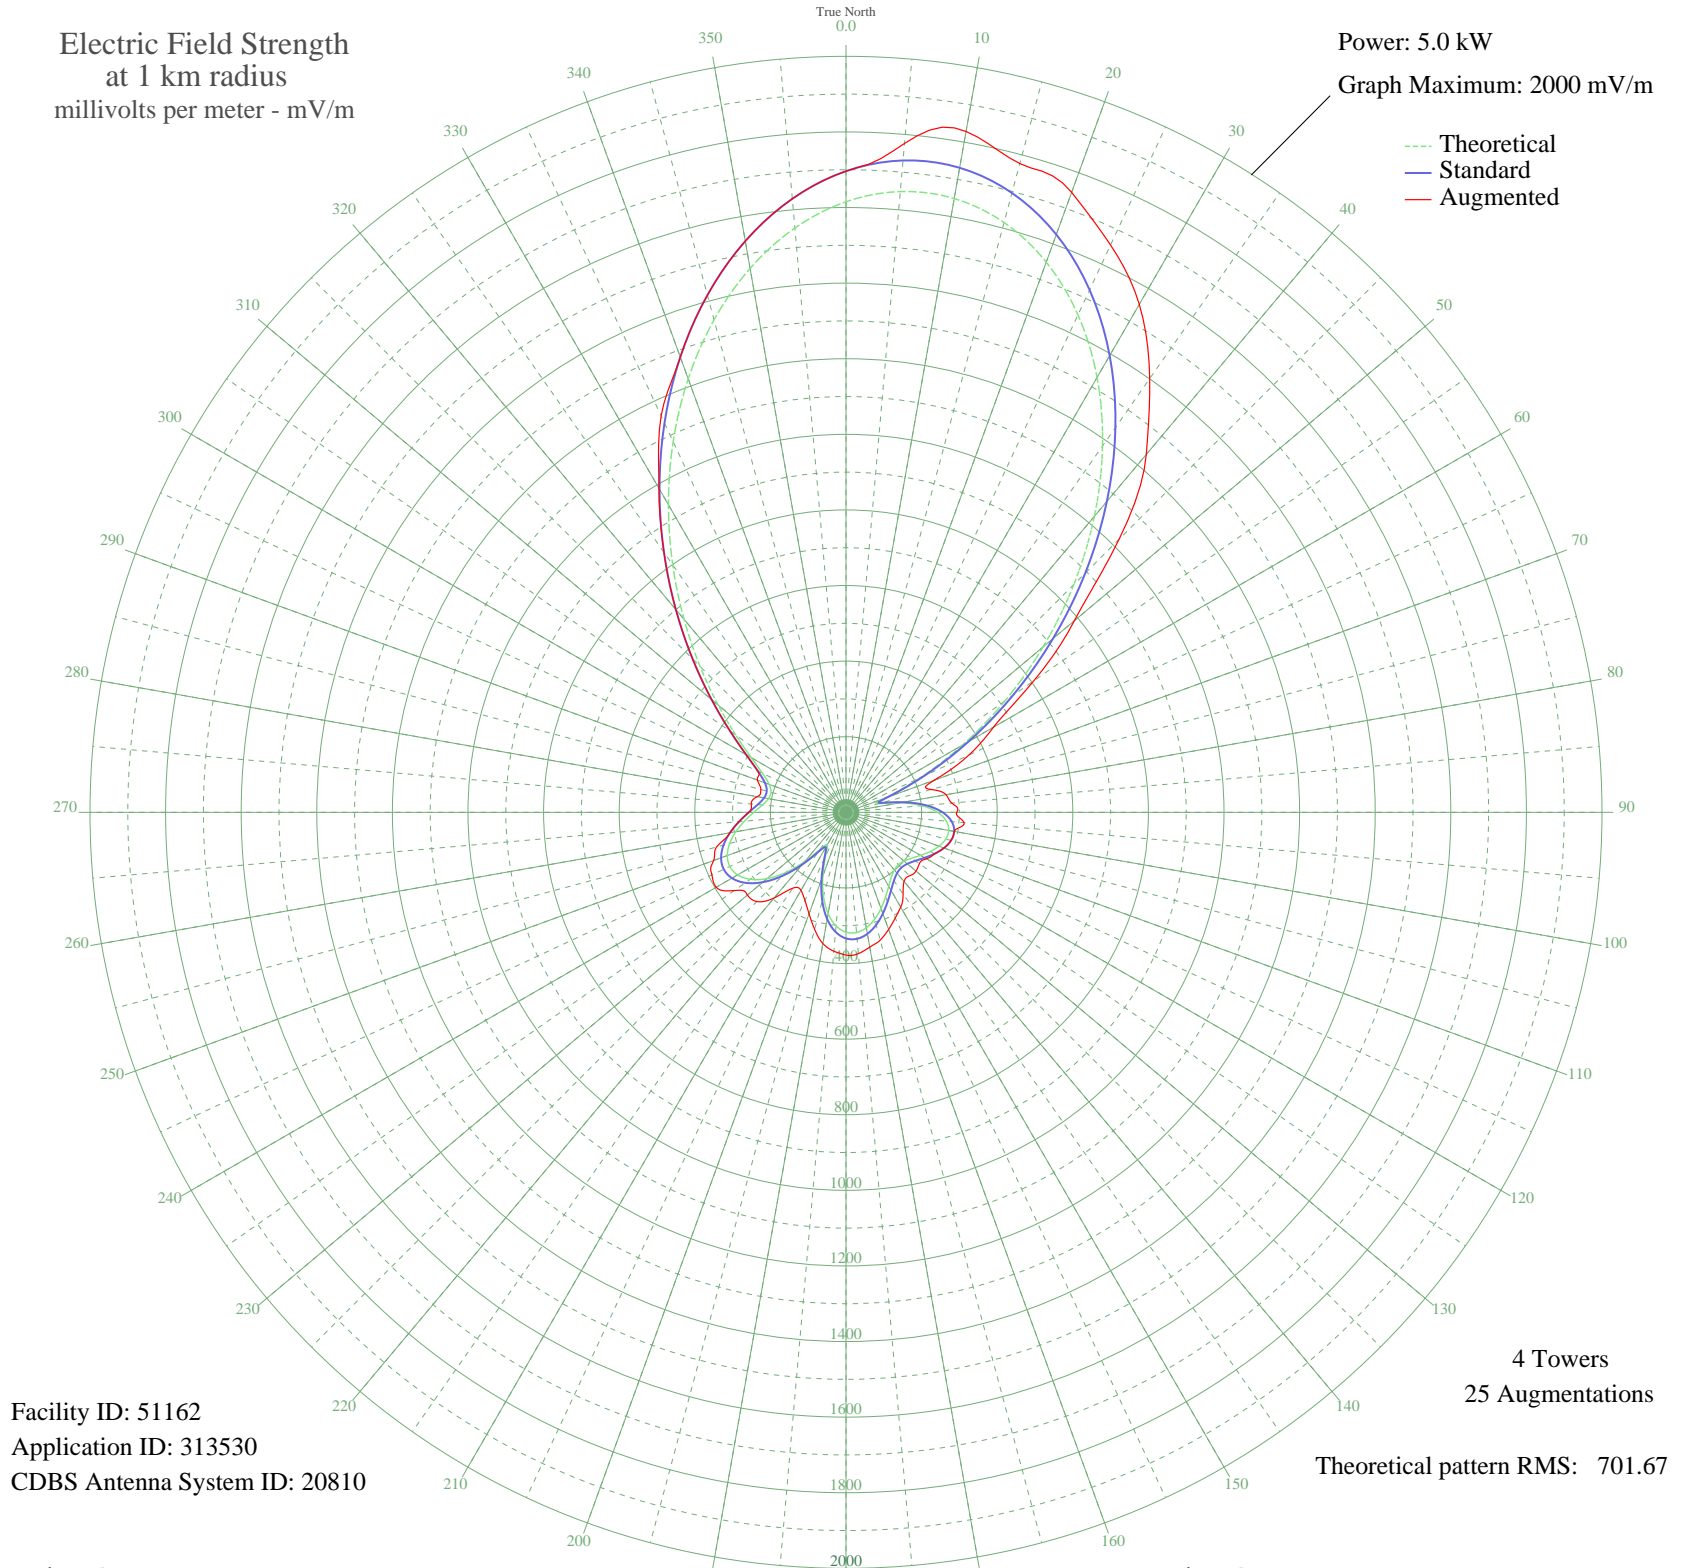 True North
Electric Field Strength
at 1 km radius
millivolts per meter - mV/m
Power: 5.0 kW
Graph Maximum: 2000 mV/m
Theoretical
Standard
Augmented
0.0
10
20
30
40
50
60
70
80
90
100
110
120
130
140
150
160
200
210
220
230
240
250
260
270
280
290
300
310
320
330
340
350
400
600
800
1000
1200
1400
1600
1800
2000
4 Towers
25 Augmentations
Theoretical pattern RMS: 701.67
Facility ID: 51162
Application ID: 313530
CDBS Antenna System ID: 20810